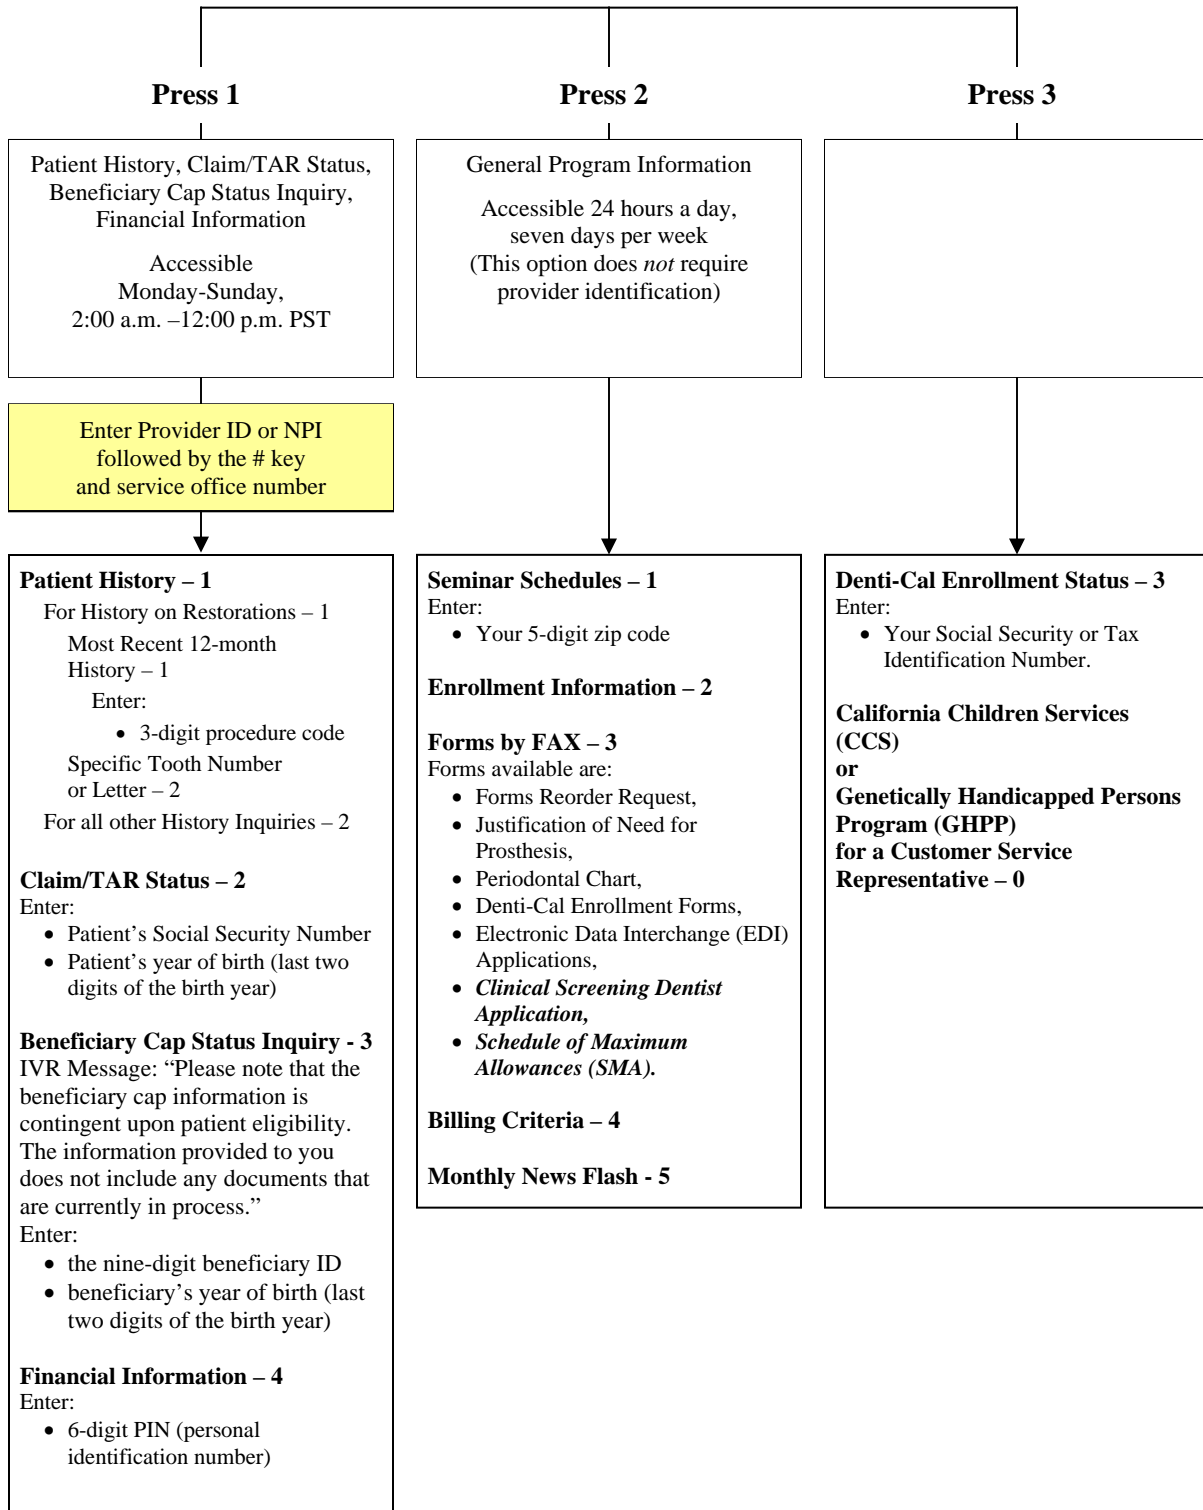 Press 1
Patient History, Claim/TAR Status,
Beneficiary Cap Status Inquiry,
Financial Information
Accessible
Monday-Sunday,
2:00 a.m. –12:00 p.m. PST
Enter Provider ID or NPI
followed by the # key
and service office number
Patient History – 1
For History on Restorations – 1
Most Recent 12-month
History – 1
Enter:
• 3-digit procedure code
Specific Tooth Number
or Letter – 2
For all other History Inquiries – 2
Claim/TAR Status – 2
Enter:
• Patient’s Social Security Number
• Patient’s year of birth (last two
digits of the birth year)
Beneficiary Cap Status Inquiry - 3
IVR Message: “Please note that the
beneficiary cap information is
contingent upon patient eligibility.
The information provided to you
does not include any documents that
are currently in process.”
Enter:
• the nine-digit beneficiary ID
• beneficiary’s year of birth (last
two digits of the birth year)
Financial Information – 4
Enter:
• 6-digit PIN (personal
identification number)
Press 2
General Program Information
Accessible 24 hours a day,
seven days per week
(This option does not require
provider identification)
Seminar Schedules – 1
Enter:
• Your 5-digit zip code
Enrollment Information – 2
Forms by FAX – 3
Forms available are:
• Forms Reorder Request,
• Justification of Need for
Prosthesis,
• Periodontal Chart,
• Denti-Cal Enrollment Forms,
• Electronic Data Interchange (EDI)
Applications,
• Clinical Screening Dentist
Application,
• Schedule of Maximum
Allowances (SMA).
Billing Criteria – 4
Monthly News Flash - 5
Press 3
Denti-Cal Enrollment Status – 3
Enter:
• Your Social Security or Tax
Identification Number.
California Children Services
(CCS)
or
Genetically Handicapped Persons
Program (GHPP)
for a Customer Service
Representative – 0